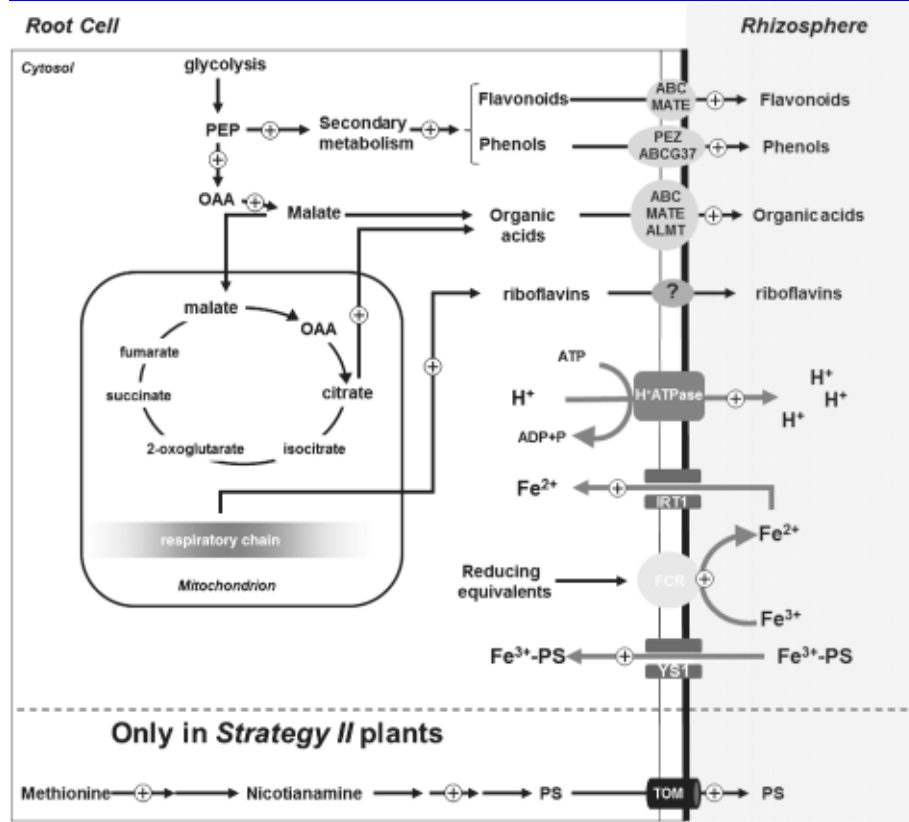 Root Cell
Rhizosphere
Cytosol
glycolysis
PEP
Secondary
metabolism
Flavonoids
ABC
MATE
Flavonoids
Phenols
PEZ
ABCG37
Phenols
OAA
Malate
Organic
acids
ABC
MATE
ALMT
Organic acids
riboflavins
?
riboflavins
malate
OAA
fumarate
succinate
citrate
2-oxoglutarate
isocitrate
respiratory chain
Mitochondrion
ATP
H⁺
H⁺ATPase
ADP+P
H⁺
H⁺
H⁺
Fe²⁺
IRT1
Fe²⁺
Reducing
equivalents
FCR
Fe³⁺
Fe³⁺-PS
YS1
Fe³⁺-PS
Only in Strategy II plants
Methionine
Nicotianamine
PS
TOM
PS